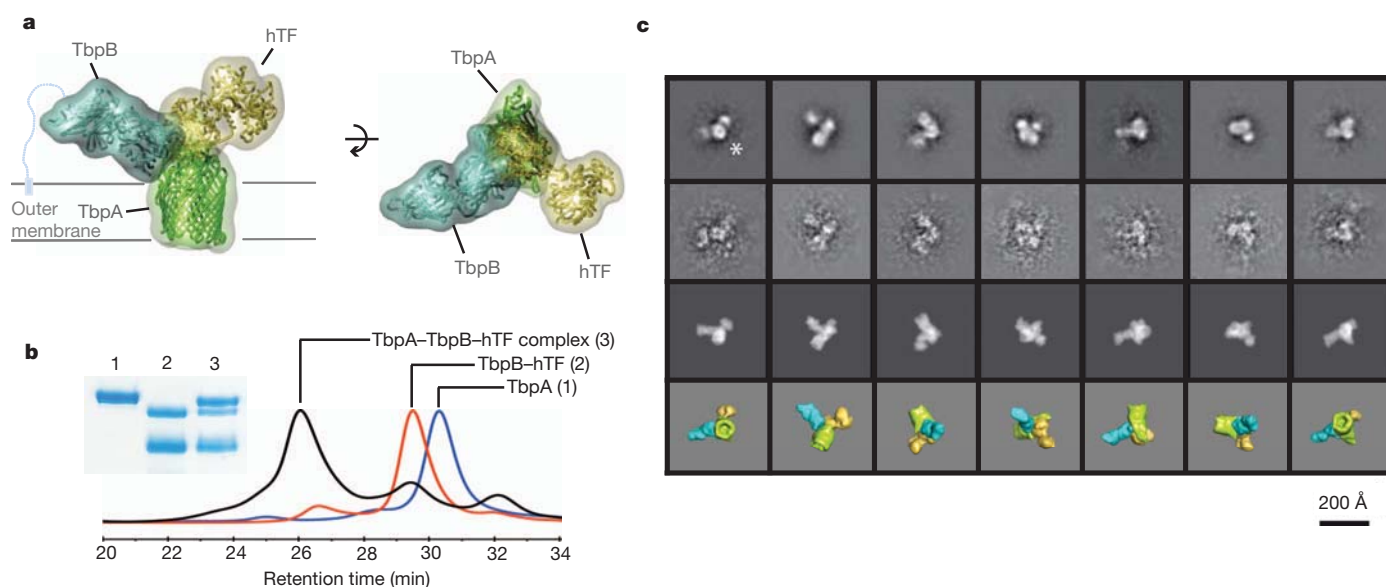 a
TbpB
hTF
Outer
membrane
TbpA
TbpA
TbpB
hTF
b
1 2 3
TbpA–TbpB–hTF complex (3)
TbpB–hTF (2)
TbpA (1)
20 22 24 26 28 30 32 34
Retention time (min)
c
*
200 Å